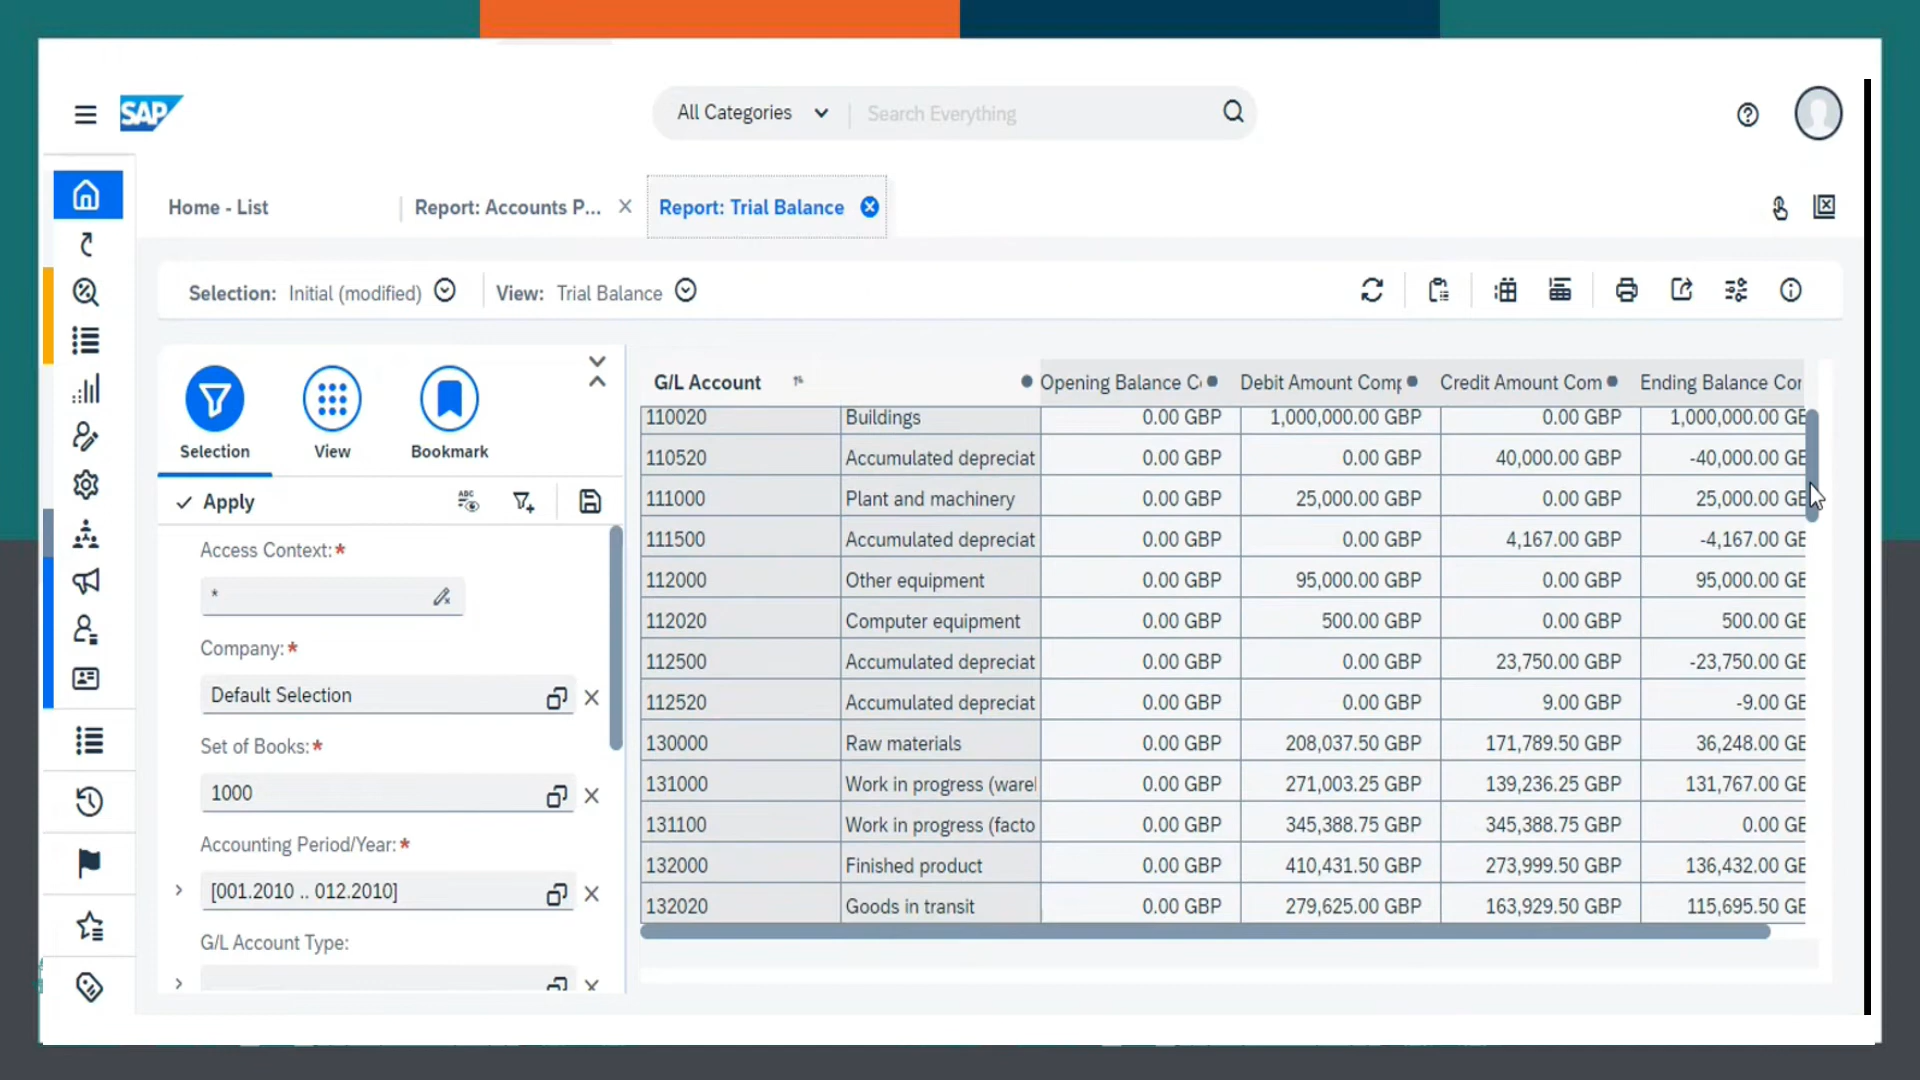 SAP
All Categories
Search Everything
Home - List
Report: Accounts P...
Report: Trial Balance
Selection: Initial (modified)
View: Trial Balance
Selection
View
Bookmark
Apply
ABC
Access Context:*
*
Company:*
Default Selection
Set of Books:*
1000
Accounting Period/Year:*
[001.2010 .. 012.2010]
G/L Account Type:
G/L Account Opening Balance C Debit Amount Comp Credit Amount Com Ending Balance Cor
110020 Buildings 0.00 GBP 1,000,000.00 GBP 0.00 GBP 1,000,000.00 GE
110520 Accumulated depreciat 0.00 GBP 0.00 GBP 40,000.00 GBP -40,000.00 GE
111000 Plant and machinery 0.00 GBP 25,000.00 GBP 0.00 GBP 25,000.00 GE
111500 Accumulated depreciat 0.00 GBP 0.00 GBP 4,167.00 GBP -4,167.00 GE
112000 Other equipment 0.00 GBP 95,000.00 GBP 0.00 GBP 95,000.00 GE
112020 Computer equipment 0.00 GBP 500.00 GBP 0.00 GBP 500.00 GE
112500 Accumulated depreciat 0.00 GBP 0.00 GBP 23,750.00 GBP -23,750.00 GE
112520 Accumulated depreciat 0.00 GBP 0.00 GBP 9.00 GBP -9.00 GE
130000 Raw materials 0.00 GBP 208,037.50 GBP 171,789.50 GBP 36,248.00 GE
131000 Work in progress (warel 0.00 GBP 271,003.25 GBP 139,236.25 GBP 131,767.00 GE
131100 Work in progress (facto 0.00 GBP 345,388.75 GBP 345,388.75 GBP 0.00 GE
132000 Finished product 0.00 GBP 410,431.50 GBP 273,999.50 GBP 136,432.00 GE
132020 Goods in transit 0.00 GBP 279,625.00 GBP 163,929.50 GBP 115,695.50 GE